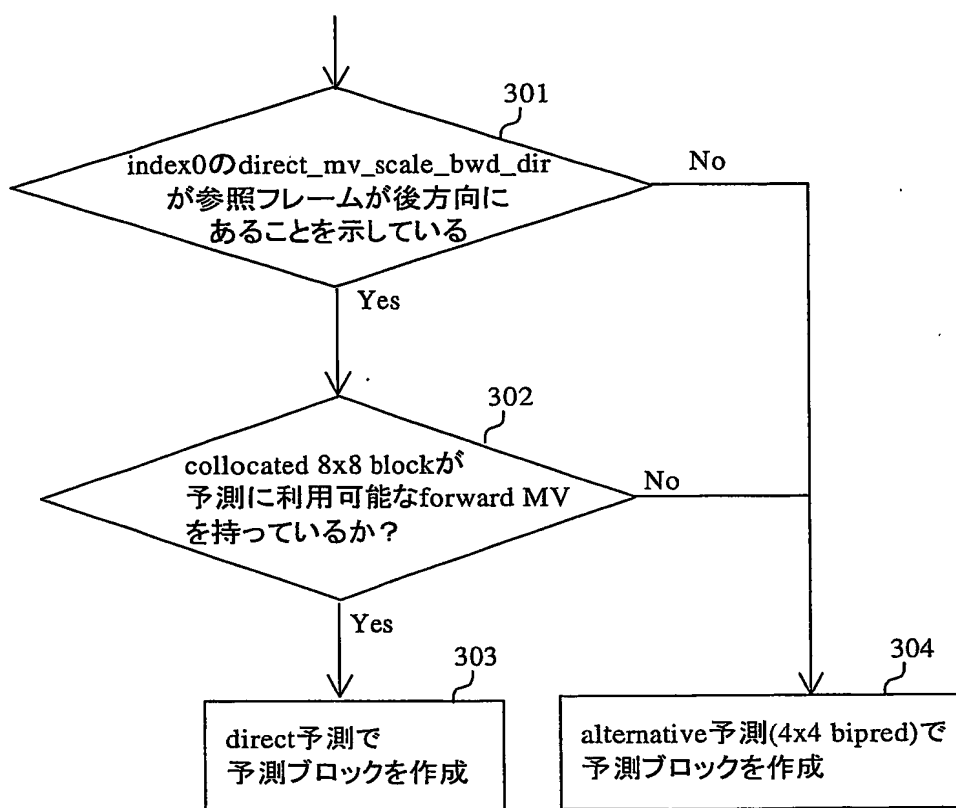 301
index0のdirect_mv_scale_bwd_dir
が参照フレームが後方向に
あることを示している
No
Yes
302
collocated 8x8 blockが
予測に利用可能なforward MV
を持っているか？
No
Yes
303
direct予測で
予測ブロックを作成
304
alternative予測(4x4 bipred)で
予測ブロックを作成